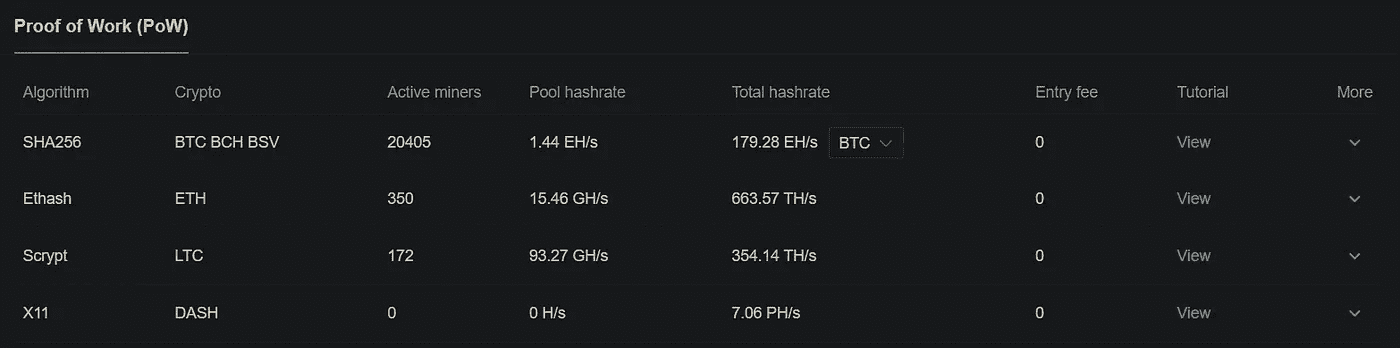 Proof of Work (PoW)
Algorithm Crypto Active miners Pool hashrate Total hashrate Entry fee Tutorial More
SHA256 BTC BCH BSV 20405 1.44 EH/s 179.28 EH/s BTC 0 View
Ethash ETH 350 15.46 GH/s 663.57 TH/s 0 View
Scrypt LTC 172 93.27 GH/s 354.14 TH/s 0 View
X11 DASH 0 0 H/s 7.06 PH/s 0 View